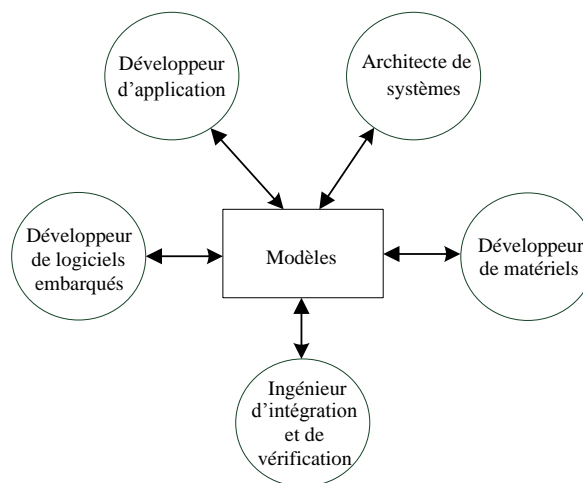 Développeur
d’application
Architecte de
systèmes
Développeur
de logiciels
embarqués
Modèles
Développeur
de matériels
Ingénieur
d’intégration
et de
vérification